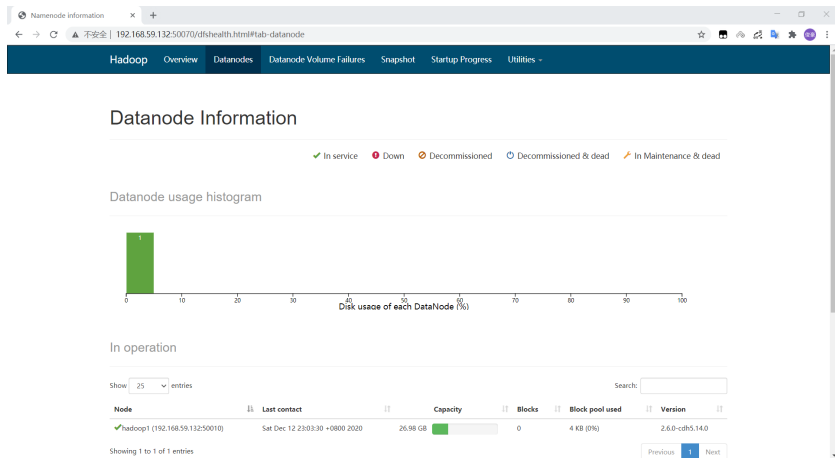 Namenode information
不安全 | 192.168.59.132:50070/dfshealth.html#tab-datanode
Hadoop Overview Datanodes Datanode Volume Failures Snapshot Startup Progress Utilities
Datanode Information
In service Down Decommissioned Decommissioned & dead In Maintenance & dead
Datanode usage histogram
1
0 10 20 30 40 50 60 70 80 90 100
Disk usage of each DataNode (%)
In operation
Show 25 entries Search:
Node Last contact Capacity Blocks Block pool used Version
hadoop1 (192.168.59.132:50010) Sat Dec 12 23:03:30 +0800 2020 26.98 GB 0 4 KB (0%) 2.6.0-cdh5.14.0
Showing 1 to 1 of 1 entries Previous 1 Next